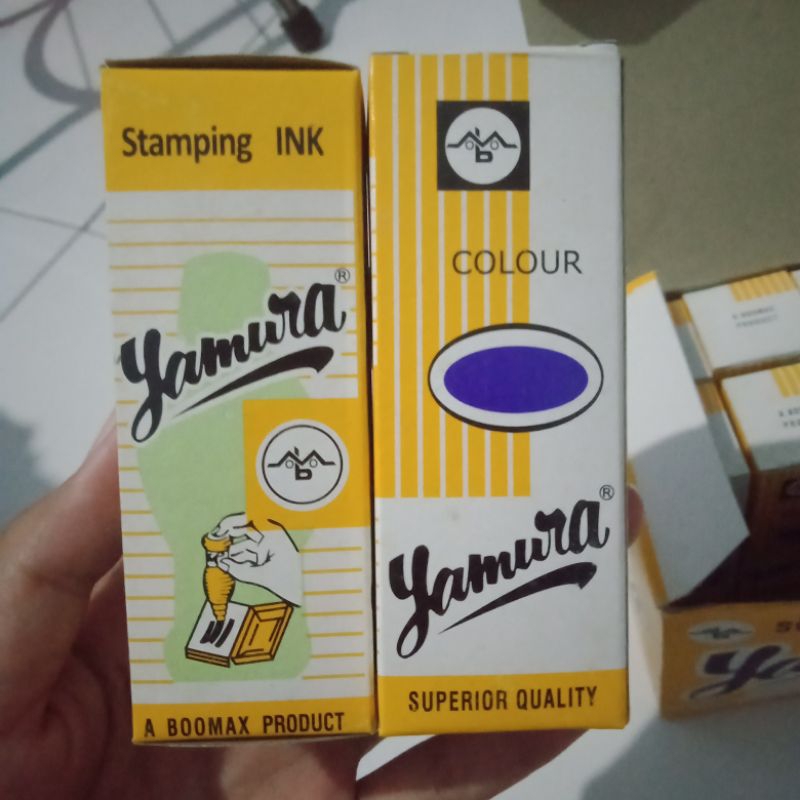 Stamping INK
Yamura®
A BOOMAX PRODUCT
COLOUR
Yamura®
SUPERIOR QUALITY
A BOOMAX
PRODUCT